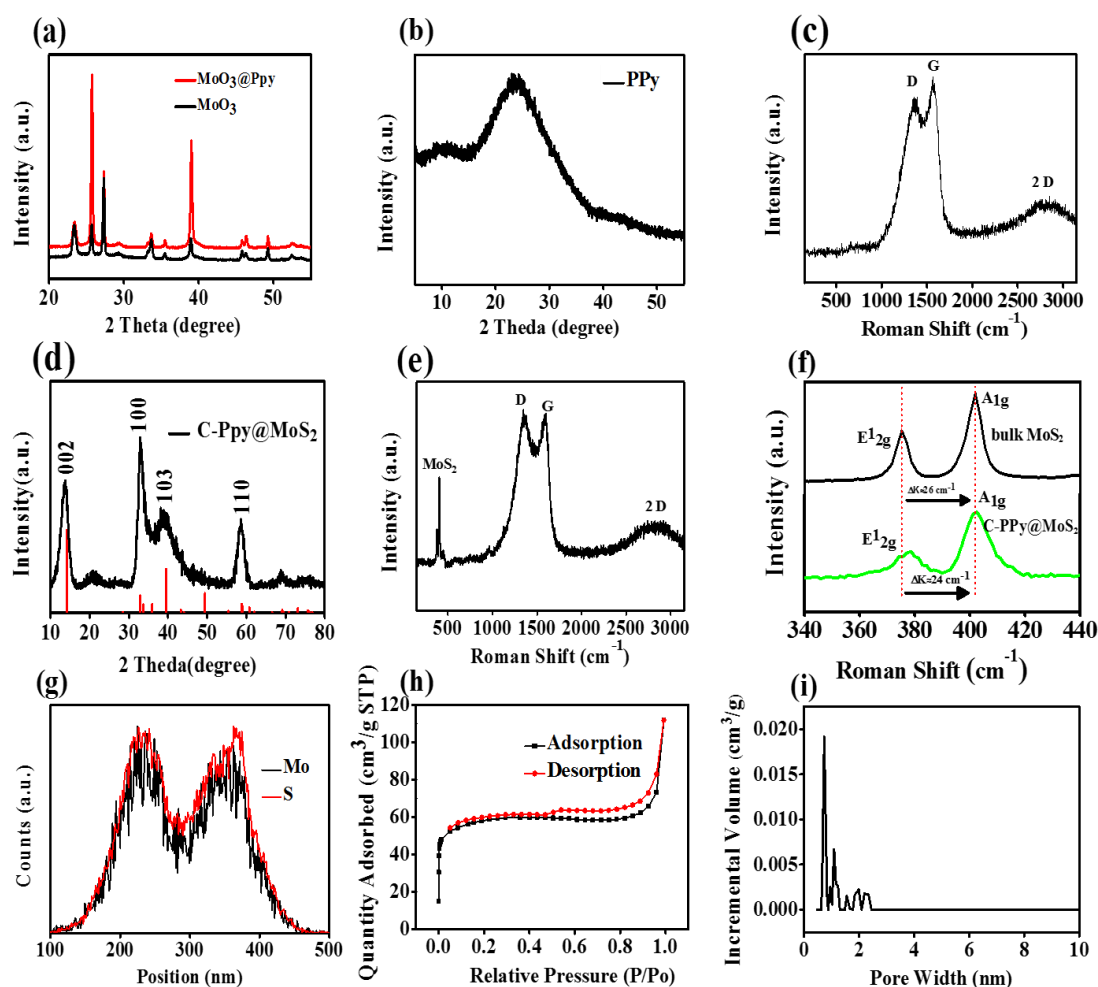 (a)
MoO3@Ppy
MoO3
Intensity (a.u.)
20 30 40 50
2 Theta (degree)
(b)
PPy
Intensity (a.u.)
10 20 30 40 50
2 Theda (degree)
(c)
D
G
2 D
Intensity (a.u.)
500 1000 1500 2000 2500 3000
Roman Shift (cm-1)
(d)
002
100
103
110
C-Ppy@MoS2
Intensity(a.u.)
10 20 30 40 50 60 70 80
2 Theda(degree)
(e)
MoS2
D
G
2 D
Intensity (a.u.)
500 1000 1500 2000 2500 3000
Roman Shift (cm-1)
(f)
A1g
E12g
bulk MoS2
ΔK≈26 cm-1
A1g
C-PPy@MoS2
E12g
ΔK≈24 cm-1
Intensity (a.u.)
340 360 380 400 420 440
Roman Shift (cm-1)
(g)
Mo
S
Counts (a.u.)
100 200 300 400 500
Position (nm)
(h)
Adsorption
Desorption
Quantity Adsorbed (cm3/g STP)
120
100
80
60
40
20
0
0.0 0.2 0.4 0.6 0.8 1.0
Relative Pressure (P/Po)
(i)
Incremental Volume (cm3/g)
0.020
0.015
0.010
0.005
0.000
0 2 4 6 8 10
Pore Width (nm)